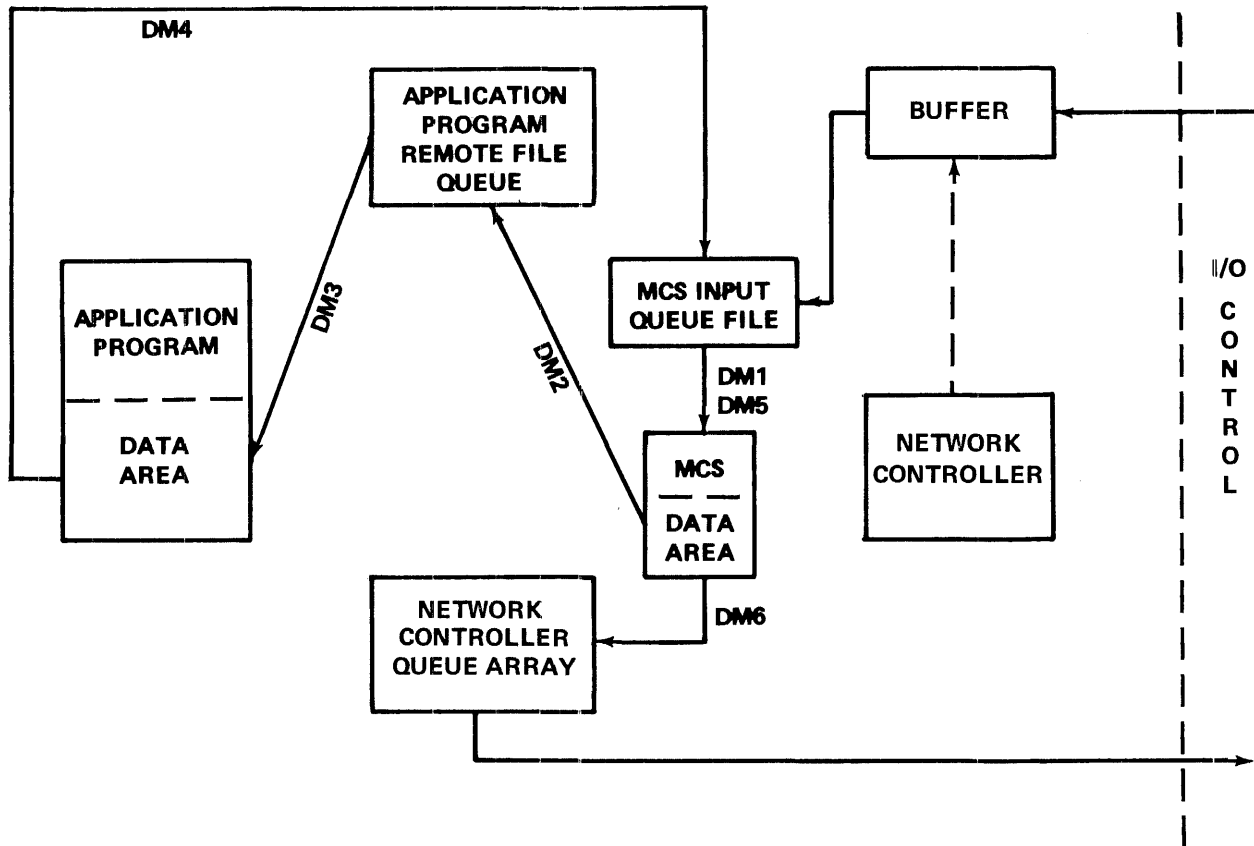 DM4
APPLICATION
PROGRAM
REMOTE FILE
QUEUE
BUFFER
I/O
C
O
N
T
R
O
L
MCS INPUT
QUEUE FILE
APPLICATION
PROGRAM
DM3
DM2
DM1
DM5
DATA
AREA
MCS
DATA
AREA
NETWORK
CONTROLLER
NETWORK
CONTROLLER
QUEUE ARRAY
DM6